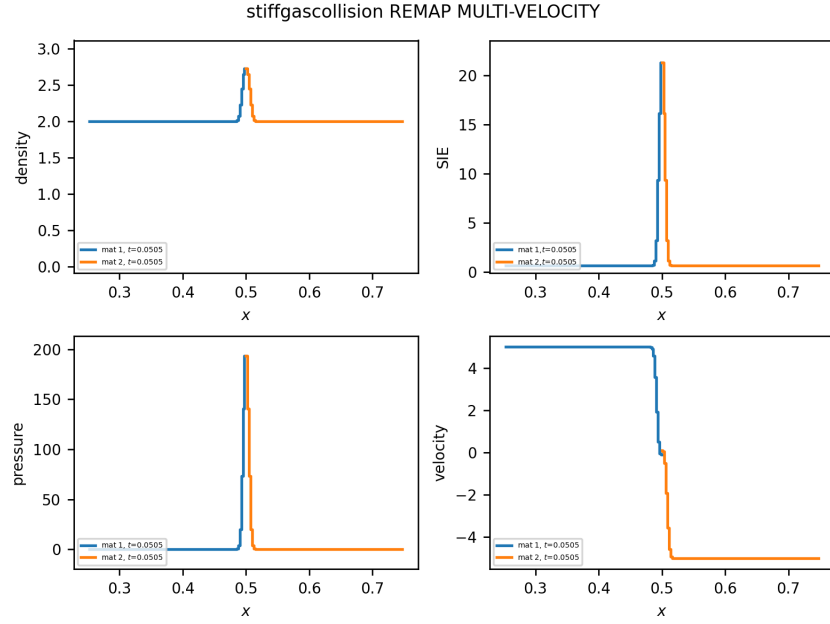 stiffgascollision REMAP MULTI-VELOCITY
3.0
2.5
2.0
1.5
1.0
0.5
0.0
density
mat 1, t=0.0505
mat 2, t=0.0505
0.3 0.4 0.5 0.6 0.7
x
20
15
10
5
0
SIE
mat 1,t=0.0505
mat 2,t=0.0505
0.3 0.4 0.5 0.6 0.7
x
200
150
100
50
0
pressure
mat 1, t=0.0505
mat 2, t=0.0505
0.3 0.4 0.5 0.6 0.7
x
4
2
0
−2
−4
velocity
mat 1, t=0.0505
mat 2, t=0.0505
0.3 0.4 0.5 0.6 0.7
x